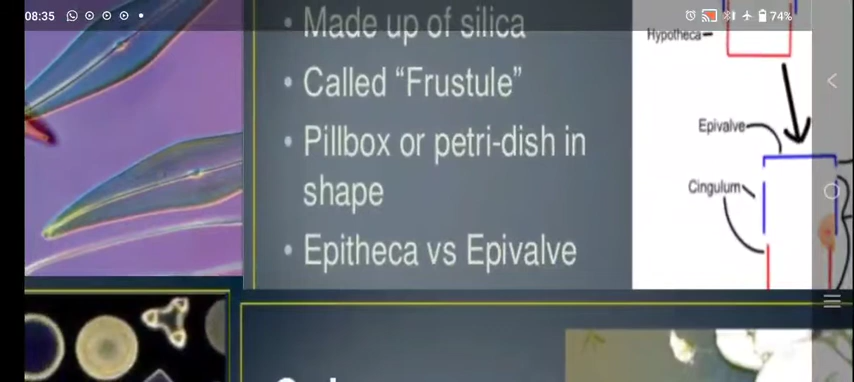 08:35
74%
• Made up of silica
• Called “Frustule”
• Pillbox or petri-dish in
shape
• Epitheca vs Epivalve
Hypotheca
Epivalve
Cingulum